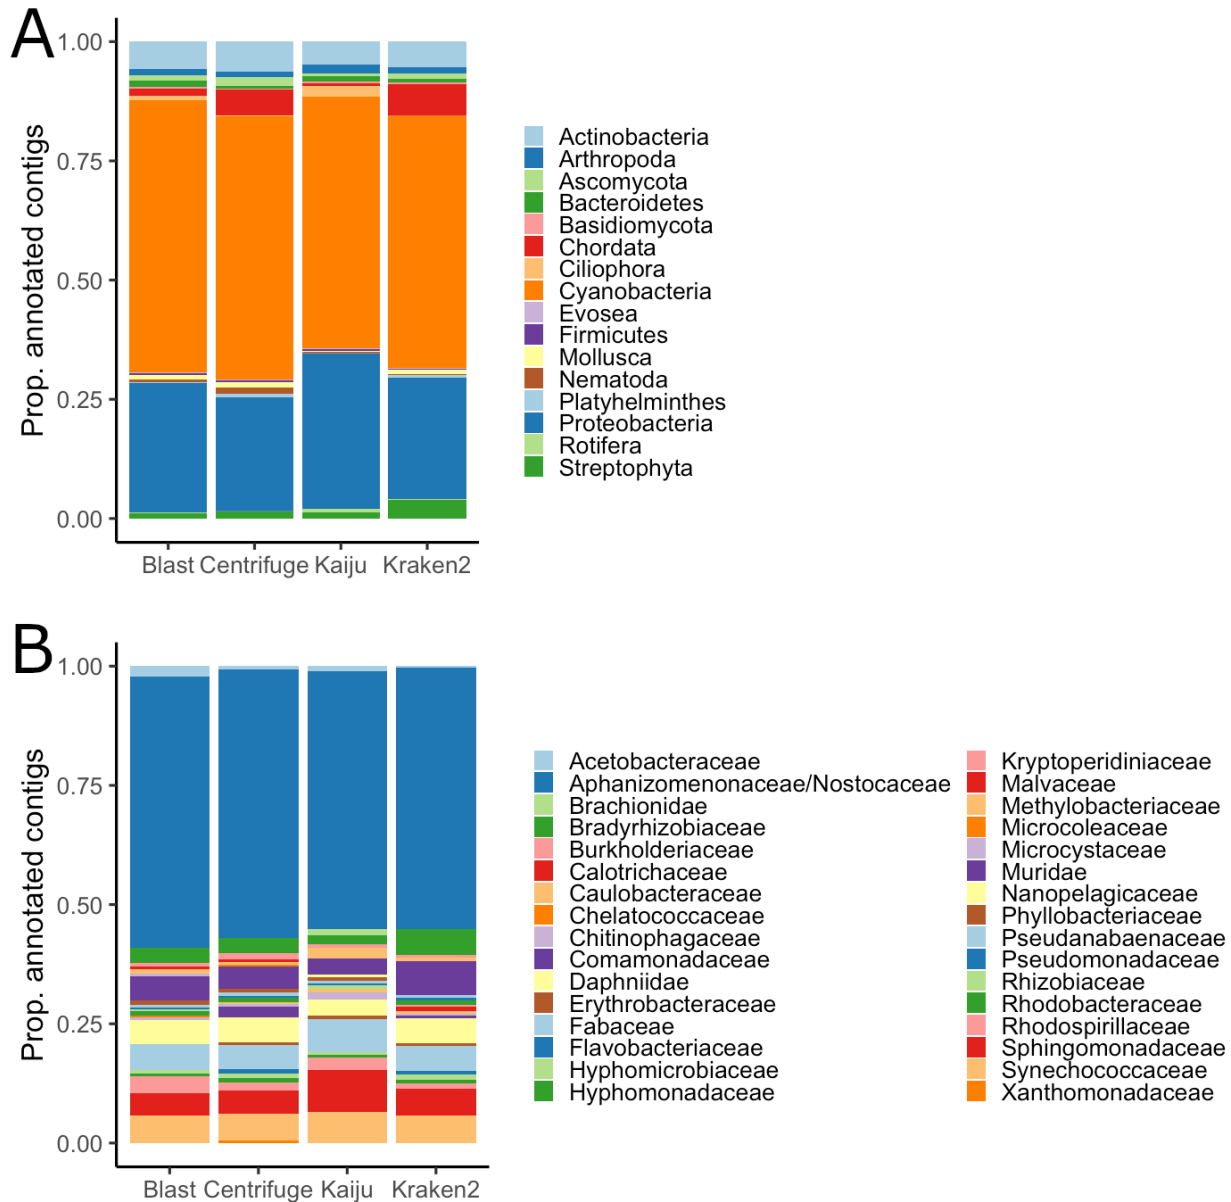 A
Prop. annotated contigs
1.00
0.75
0.50
0.25
0.00
Blast Centrifuge Kaiju Kraken2
Actinobacteria
Arthropoda
Ascomycota
Bacteroidetes
Basidiomycota
Chordata
Ciliophora
Cyanobacteria
Evosea
Firmicutes
Mollusca
Nematoda
Platyhelminthes
Proteobacteria
Rotifera
Streptophyta
B
Prop. annotated contigs
1.00
0.75
0.50
0.25
0.00
Blast Centrifuge Kaiju Kraken2
Acetobacteraceae
Aphanizomenonaceae/Nostocaceae
Brachionidae
Bradyrhizobiaceae
Burkholderiaceae
Calotrichaceae
Caulobacteraceae
Chelatococcaceae
Chitinophagaceae
Comamonadaceae
Daphniidae
Erythrobacteraceae
Fabaceae
Flavobacteriaceae
Hyphomicrobiaceae
Hyphomonadaceae
Kryptoperidiniaceae
Malvaceae
Methylobacteriaceae
Microcoleaceae
Microcystaceae
Muridae
Nanopelagicaceae
Phyllobacteriaceae
Pseudanabaenaceae
Pseudomonadaceae
Rhizobiaceae
Rhodobacteraceae
Rhodospirillaceae
Sphingomonadaceae
Synechococcaceae
Xanthomonadaceae